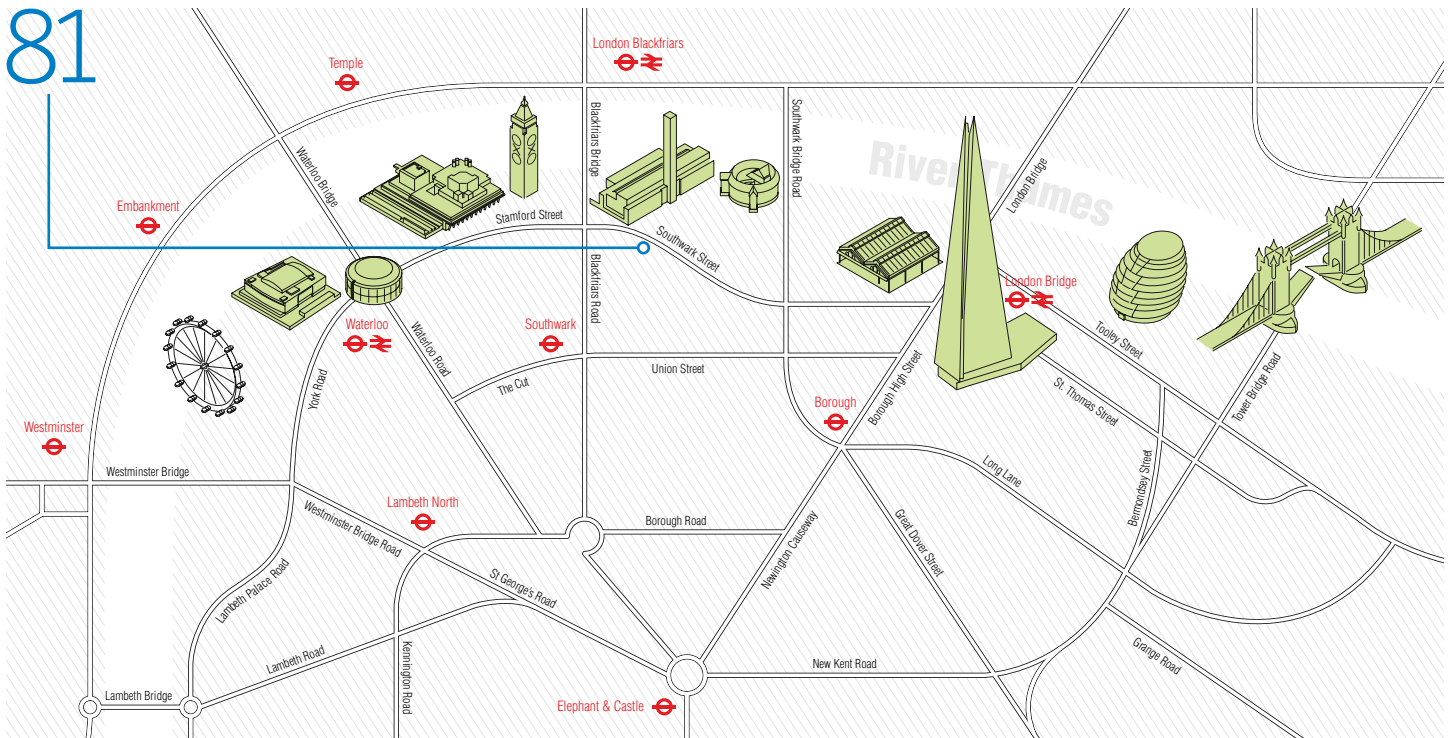 81
London Blackfriars
Temple
Blackfriars Bridge
Southwark Bridge Road
Waterloo Bridge
River Thames
London Bridge
Embankment
Stamford Street
Southwark Street
Blackfriars Road
London Bridge
Waterloo
Southwark
Waterloo Road
Tooley Street
Union Street
The Cut
York Road
Borough High Street
St. Thomas Street
Tower Bridge Road
Borough
Westminster
Westminster Bridge
Long Lane
Bermondsey Street
Lambeth North
Westminster Bridge Road
Borough Road
Newington Causeway
Great Dover Street
St George's Road
Lambeth Palace Road
Lambeth Road
Kennington Road
New Kent Road
Grange Road
Lambeth Bridge
Elephant & Castle